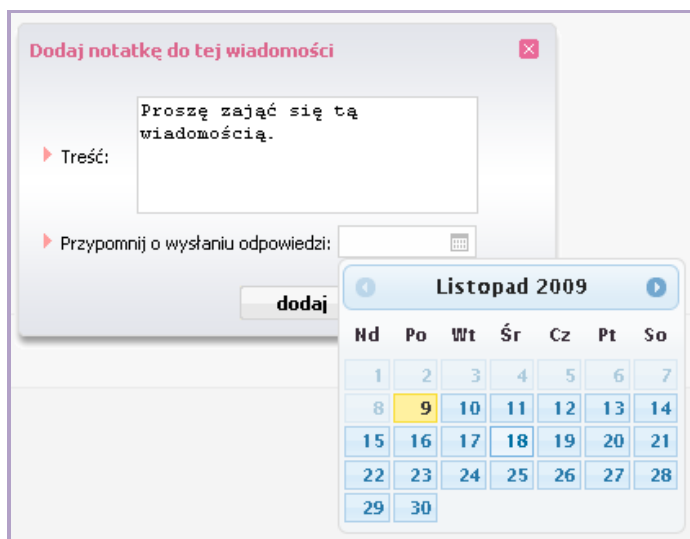 Dodaj notatkę do tej wiadomości
Proszę zająć się tą
wiadomością.
Treść:
Przypomnij o wysłaniu odpowiedzi:
dodaj
Listopad 2009
Nd Po Wt Śr Cz Pt So
1 2 3 4 5 6 7
8 9 10 11 12 13 14
15 16 17 18 19 20 21
22 23 24 25 26 27 28
29 30